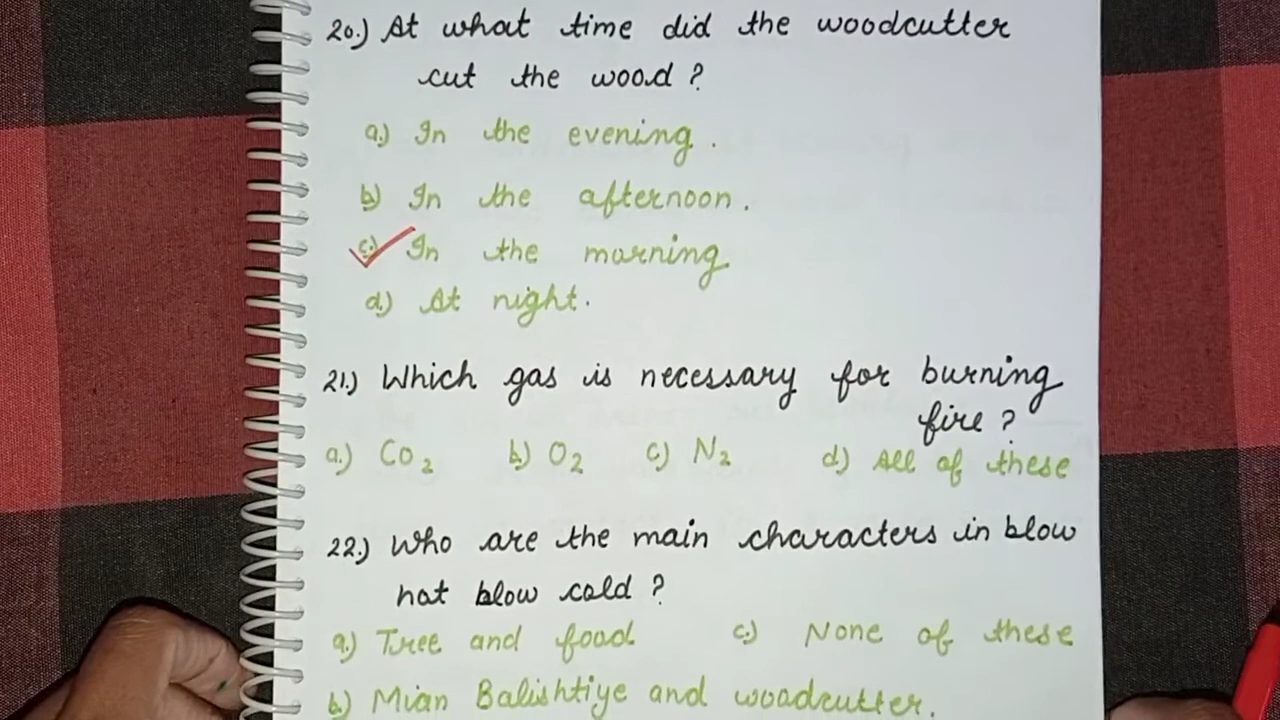 20.) At what time did the woodcutter
cut the wood?
a.) In the evening.
b) In the afternoon.
c.) In the morning
d.) At night.
21.) Which gas is necessary for burning
fire?
a.) CO2 b.) O2 c.) N2 d.) All of these
22.) Who are the main characters in blow
hot blow cold?
a.) Tree and food c.) None of these
b.) Mian Balishtiye and woodcutter.